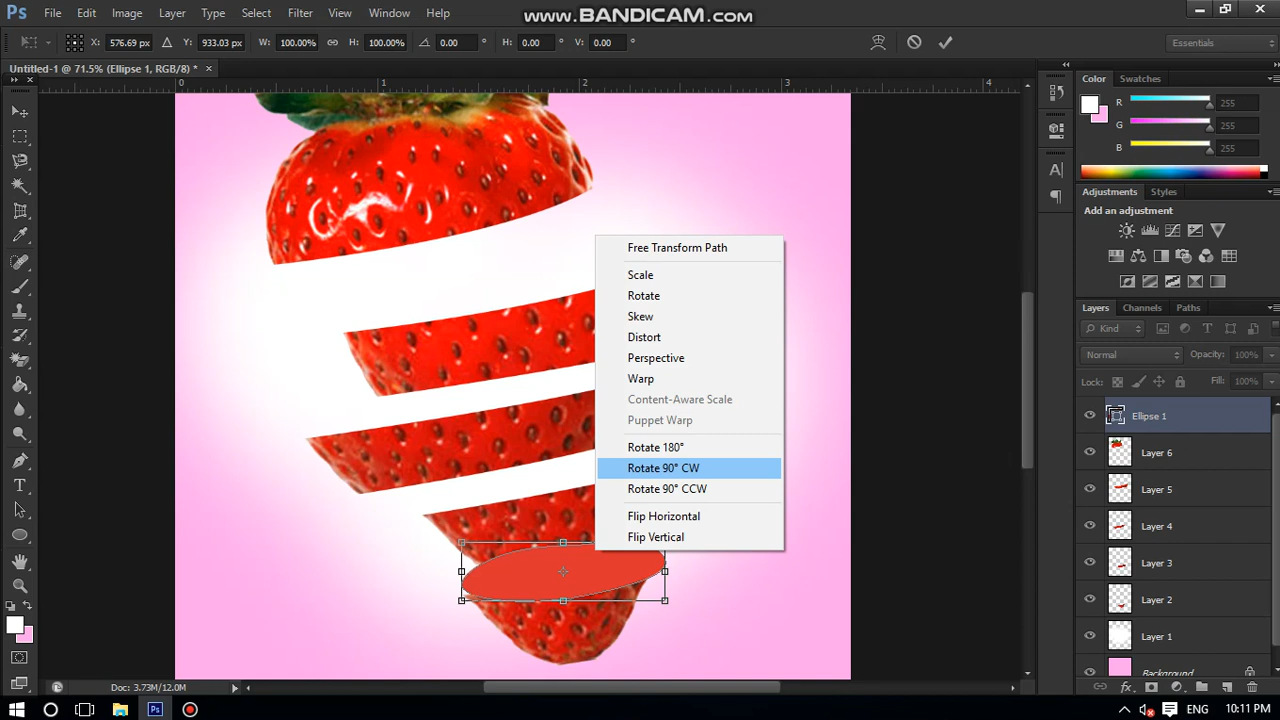 Ps File Edit Image Layer Type Select Filter View Window Help
www.BANDICAM.com
X: 576.69 px Y: 933.03 px W: 100.00% H: 100.00% 0.00 ° H: 0.00 ° V: 0.00 °
Essentials
Untitled-1 @ 71.5% (Ellipse 1, RGB/8) * ×
0 1 2 3 4
Color Swatches
R 255
G 255
B 255
Adjustments Styles
Add an adjustment
Layers Channels Paths
Kind
Normal Opacity: 100%
Lock: Fill: 100%
Ellipse 1
Layer 6
Layer 5
Layer 4
Layer 3
Layer 2
Layer 1
Background
Free Transform Path
Scale
Rotate
Skew
Distort
Perspective
Warp
Content-Aware Scale
Puppet Warp
Rotate 180°
Rotate 90° CW
Rotate 90° CCW
Flip Horizontal
Flip Vertical
Doc: 3.73M/12.0M
Ps
ENG 10:11 PM